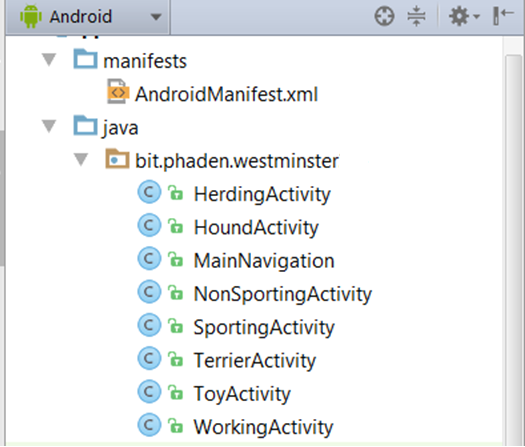 Android
manifests
AndroidManifest.xml
java
bit.phaden.westminster
HerdingActivity
HoundActivity
MainNavigation
NonSportingActivity
SportingActivity
TerrierActivity
ToyActivity
WorkingActivity